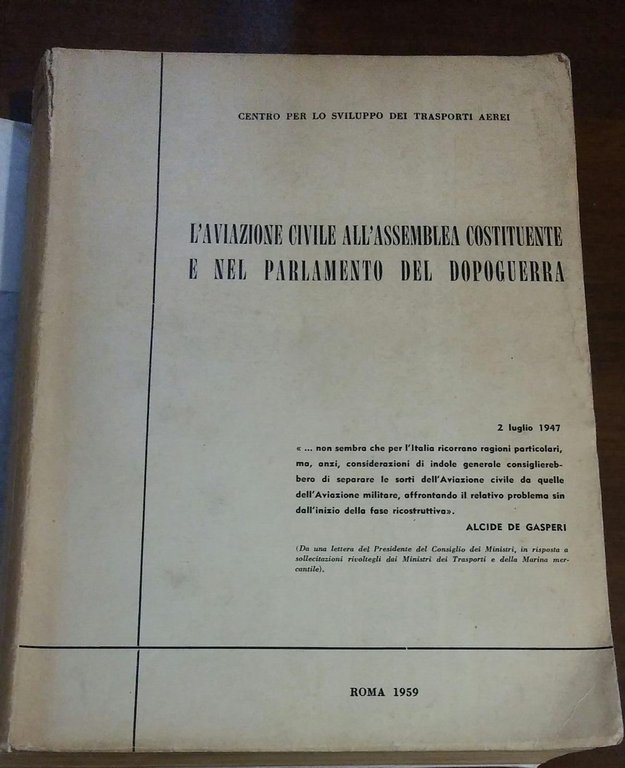 CENTRO PER LO SVILUPPO DEI TRASPORTI AEREI
L'AVIAZIONE CIVILE ALL'ASSEMBLEA COSTITUENTE
E NEL PARLAMENTO DEL DOPOGUERRA
2 luglio 1947
« ... non sembra che per l'Italia ricorrano ragioni particolari,
ma, anzi, considerazioni di indole generale consigliereb-
bero di separare le sorti dell'Aviazione civile da quelle
dell'Aviazione militare, affrontando il relativo problema sin
dall'inizio della fase ricostruttiva».
ALCIDE DE GASPERI
(Da una lettera del Presidente del Consiglio dei Ministri, in risposta a
sollecitazioni rivoltegli dai Ministri dei Trasporti e della Marina mer-
cantile).
ROMA 1959